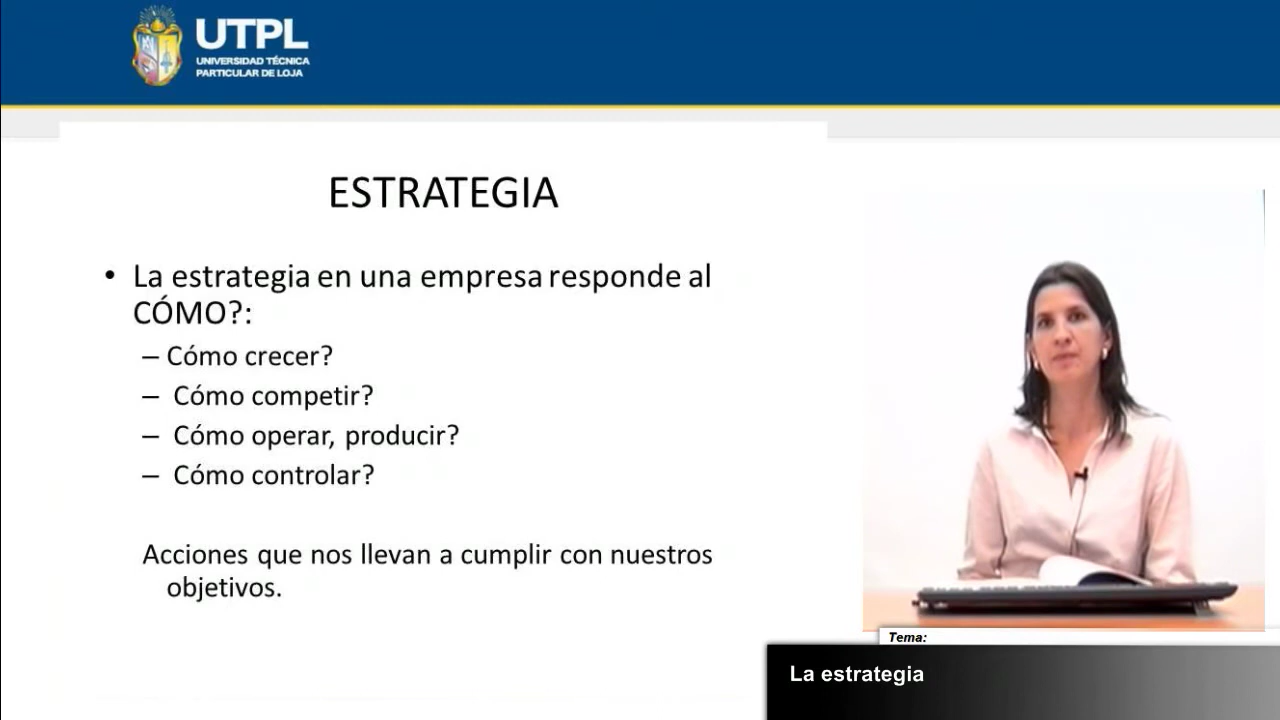 UTPL
UNIVERSIDAD TÉCNICA
PARTICULAR DE LOJA
ESTRATEGIA
• La estrategia en una empresa responde al
CÓMO?:
– Cómo crecer?
– Cómo competir?
– Cómo operar, producir?
– Cómo controlar?
Acciones que nos llevan a cumplir con nuestros
objetivos.
Tema:
La estrategia